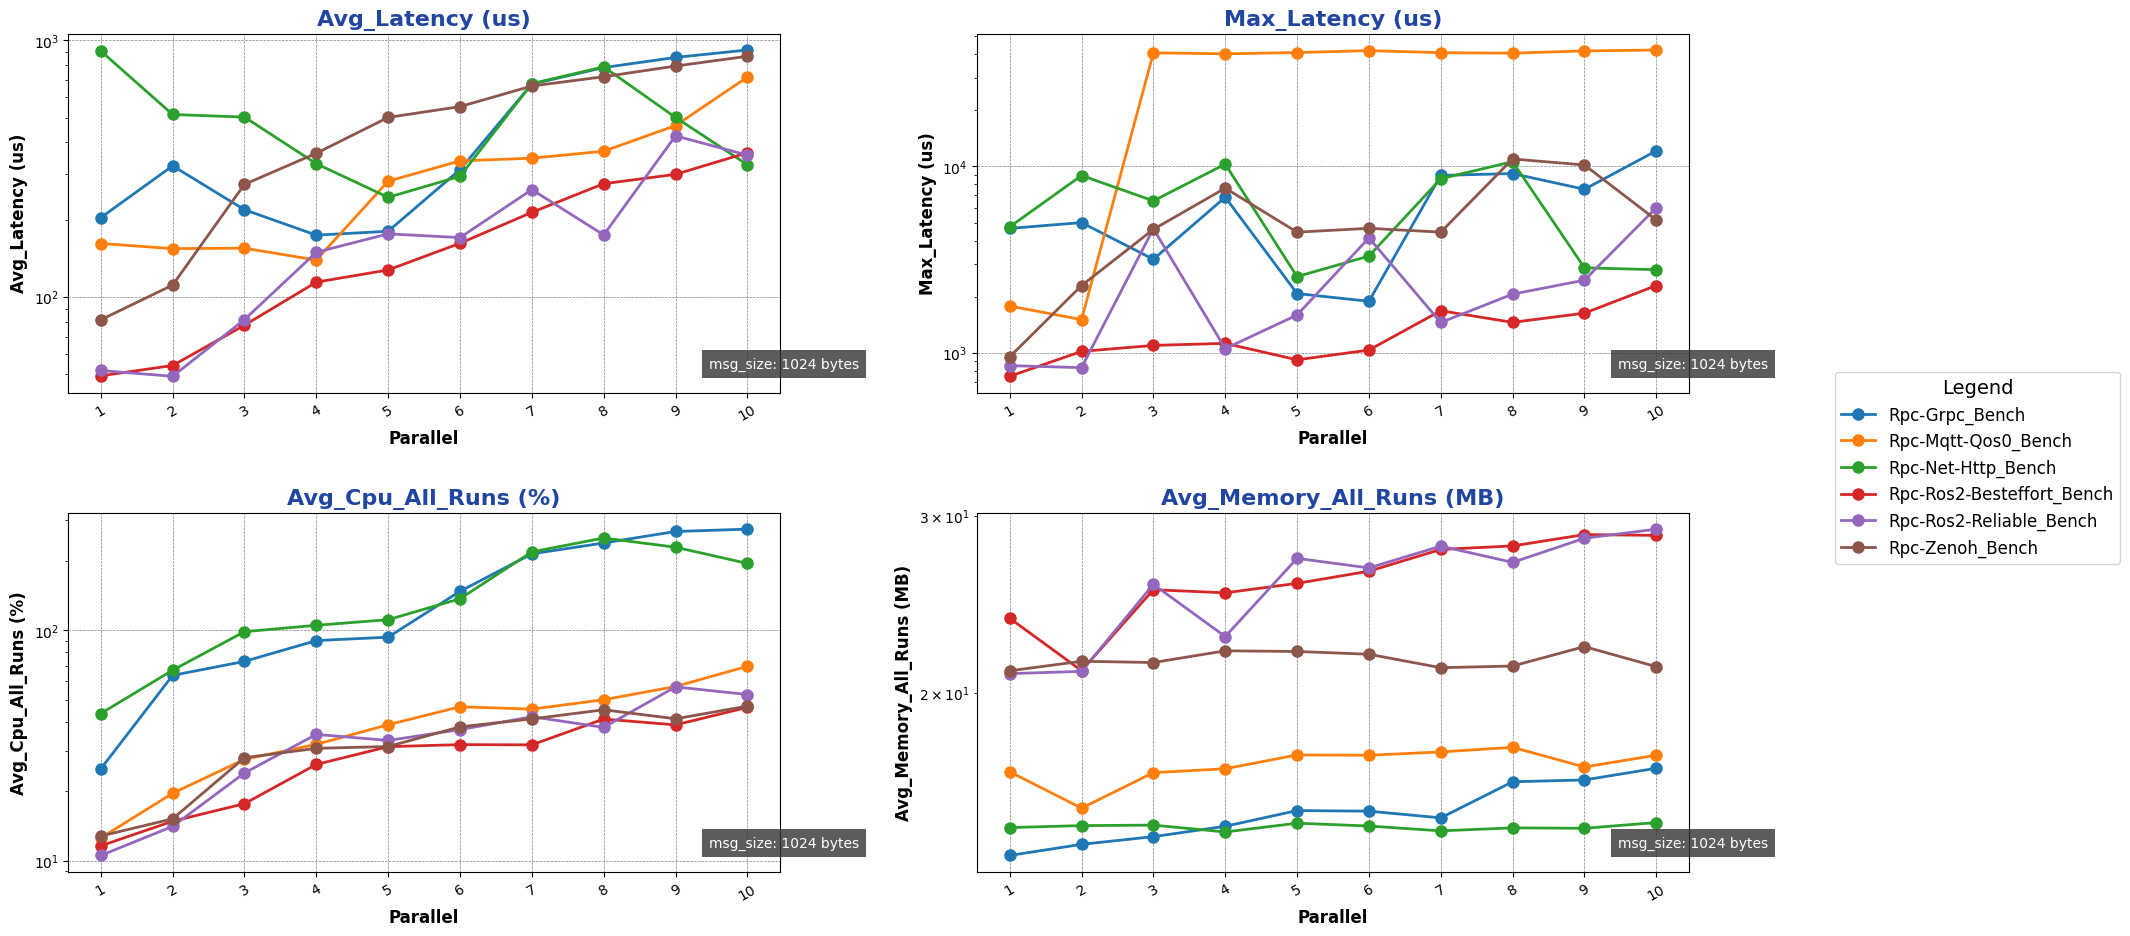 Avg_Latency (us)
Avg_Latency (us)
10³
10²
1 2 3 4 5 6 7 8 9 10
Parallel
msg_size: 1024 bytes
Max_Latency (us)
Max_Latency (us)
10⁴
10³
1 2 3 4 5 6 7 8 9 10
Parallel
msg_size: 1024 bytes
Avg_Cpu_All_Runs (%)
Avg_Cpu_All_Runs (%)
10²
10¹
1 2 3 4 5 6 7 8 9 10
Parallel
msg_size: 1024 bytes
Avg_Memory_All_Runs (MB)
Avg_Memory_All_Runs (MB)
3 × 10¹
2 × 10¹
1 2 3 4 5 6 7 8 9 10
Parallel
msg_size: 1024 bytes
Legend
Rpc-Grpc_Bench
Rpc-Mqtt-Qos0_Bench
Rpc-Net-Http_Bench
Rpc-Ros2-Besteffort_Bench
Rpc-Ros2-Reliable_Bench
Rpc-Zenoh_Bench